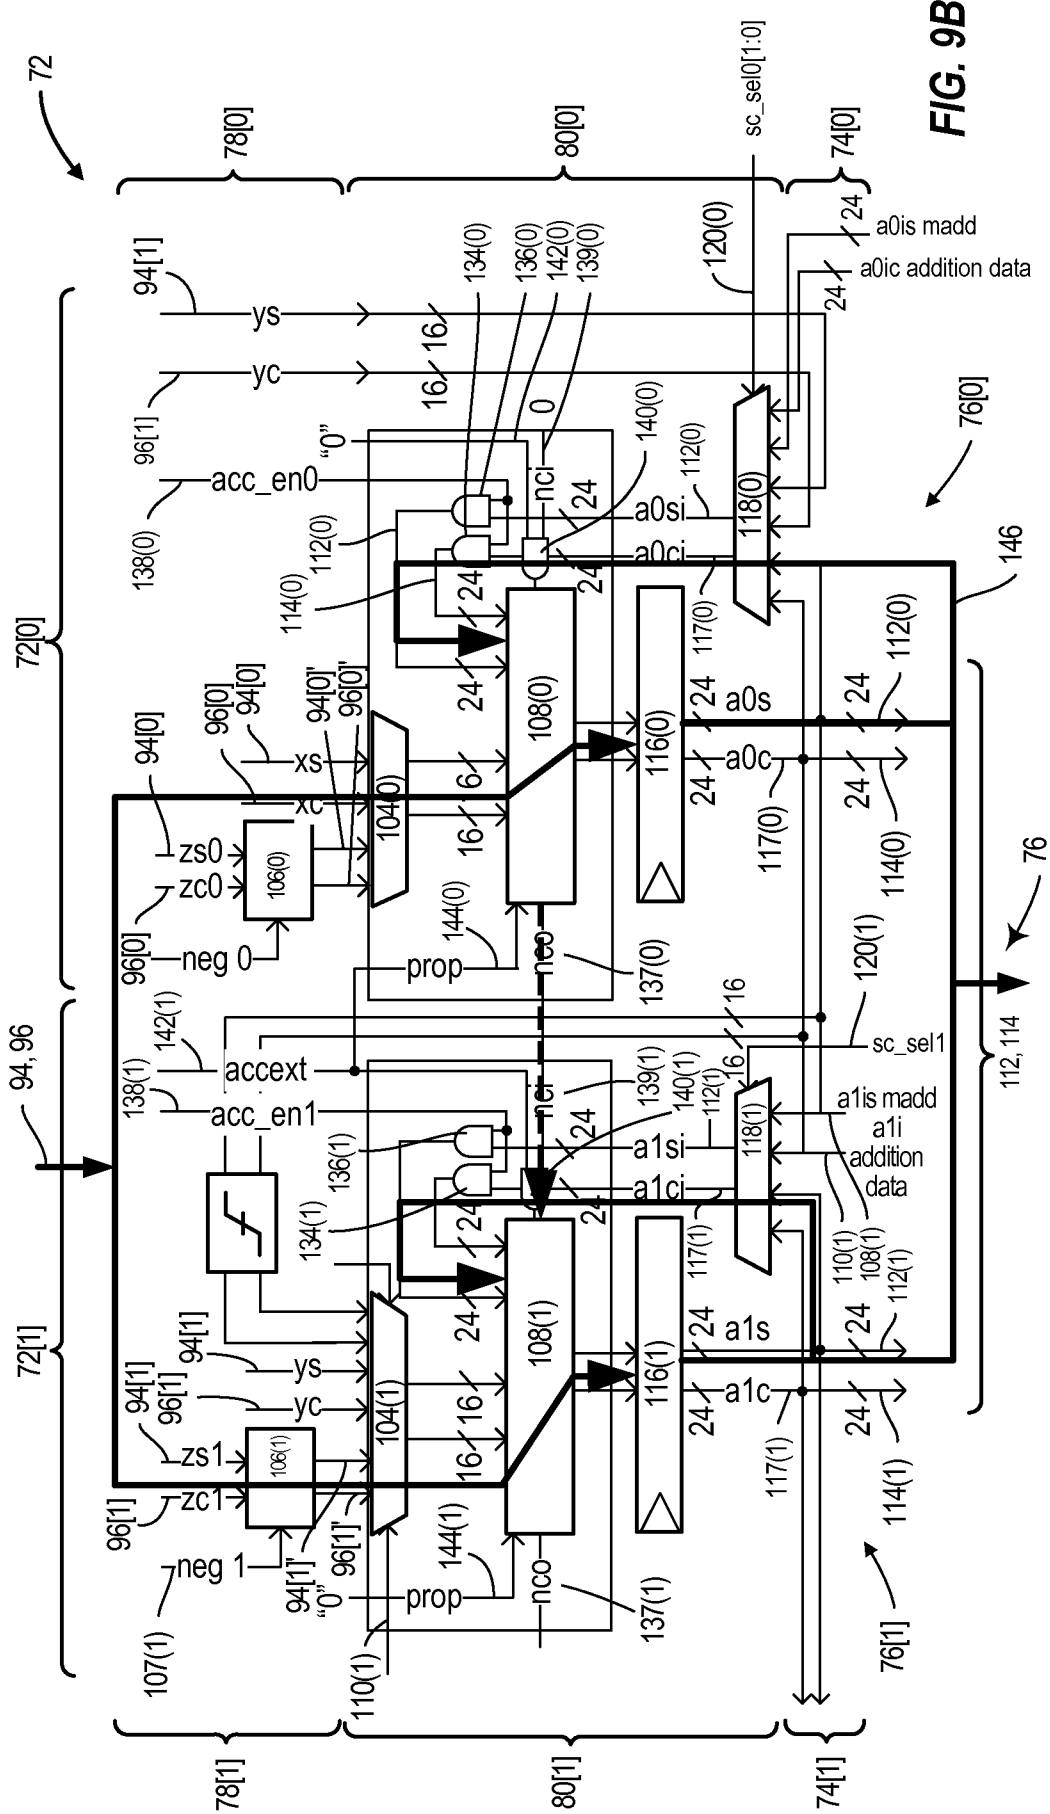 FIG. 9B
72
72[0]
72[1]
94, 96
78[0]
80[0]
74[0]
94[1]
96[1]
ys
yc
16
16
138(0)
acc_en0
"0"
134(0)
136(0)
142(0)
139(0)
0
nci
140(0)
112(0)
114(0)
24
24
24
24
a0si
a0ci
112(0)
117(0)
118(0)
120(0)
sc_sel0[1:0]
24
a0is madd
a0ic addition data
24
76[0]
146
94[0]
96[0]
94[0]
96[0]
zs0
zc0
xs
xc
106(0)
neg 0
94[0]'
96[0]'
104(0)
6
16
108(0)
144(0)
prop
nco
137(0)
116(0)
24
24
a0s
a0c
24
24
112(0)
117(0)
114(0)
76
112, 114
142(1)
138(1)
accext
acc_en1
136(1)
134(1)
nci
139(1)
140(1)
112(1)
24
24
24
24
a1si
a1ci
117(1)
118(1)
16
16
120(1)
sc_sel1
a1is madd
a1i
addition
data
110(1)
108(1)
112(1)
94[1]
96[1]
ys
yc
94[1]
96[1]
zs1
zc1
106(1)
neg 1
107(1)
94[1]'
96[1]'
"0"
104(1)
110(1)
16
16
108(1)
144(1)
prop
nco
137(1)
116(1)
24
24
a1s
a1c
24
24
117(1)
114(1)
76[1]
78[1]
80[1]
74[1]